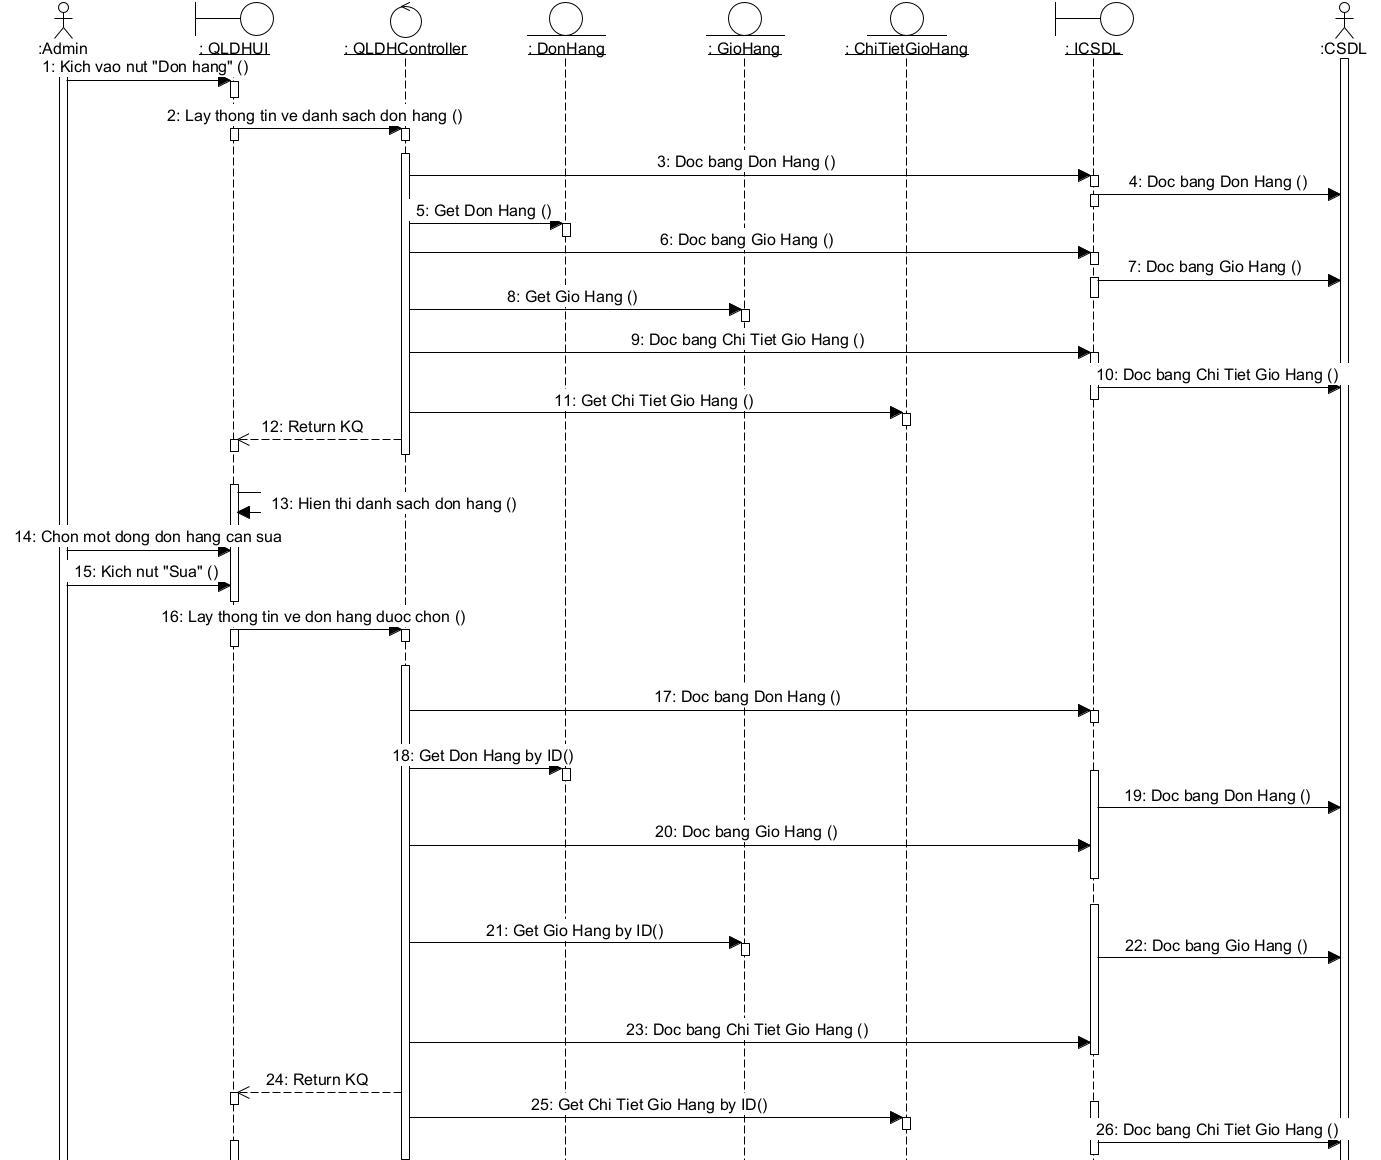 :Admin
: QLDHUI
: QLDHController
: DonHang
: GioHang
: ChiTietGioHang
: ICSDL
:CSDL
1: Kich vao nut "Don hang" ()
2: Lay thong tin ve danh sach don hang ()
3: Doc bang Don Hang ()
4: Doc bang Don Hang ()
5: Get Don Hang ()
6: Doc bang Gio Hang ()
7: Doc bang Gio Hang ()
8: Get Gio Hang ()
9: Doc bang Chi Tiet Gio Hang ()
10: Doc bang Chi Tiet Gio Hang ()
11: Get Chi Tiet Gio Hang ()
12: Return KQ
13: Hien thi danh sach don hang ()
14: Chon mot dong don hang can sua
15: Kich nut "Sua" ()
16: Lay thong tin ve don hang duoc chon ()
17: Doc bang Don Hang ()
18: Get Don Hang by ID()
19: Doc bang Don Hang ()
20: Doc bang Gio Hang ()
21: Get Gio Hang by ID()
22: Doc bang Gio Hang ()
23: Doc bang Chi Tiet Gio Hang ()
24: Return KQ
25: Get Chi Tiet Gio Hang by ID()
26: Doc bang Chi Tiet Gio Hang ()